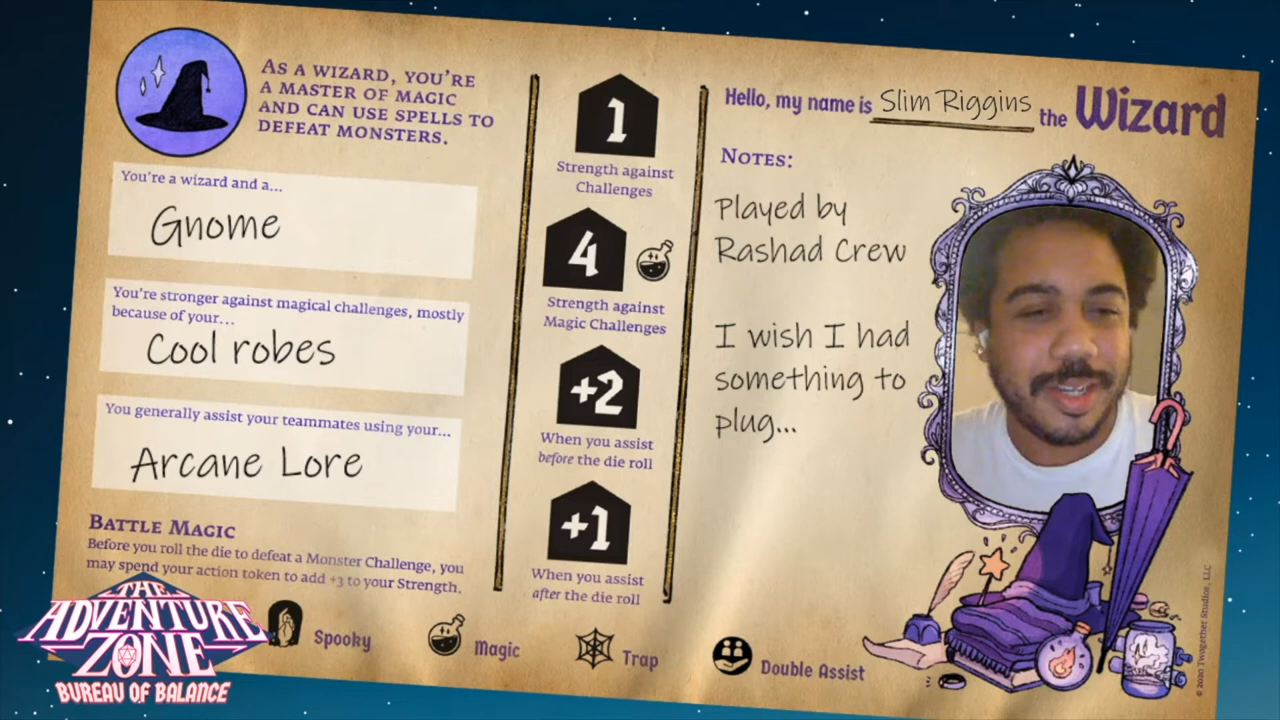 AS A WIZARD, YOU'RE
A MASTER OF MAGIC
AND CAN USE SPELLS TO
DEFEAT MONSTERS.
You're a wizard and a...
Gnome
You're stronger against magical challenges, mostly
because of your...
Cool robes
You generally assist your teammates using your...
Arcane Lore
BATTLE MAGIC
Before you roll the die to defeat a Monster Challenge, you
may spend your action token to add +3 to your Strength.
1
Strength against
Challenges
4
Strength against
Magic Challenges
+2
When you assist
before the die roll
+1
When you assist
after the die roll
Hello, my name is Slim Riggins the Wizard
NOTES:
Played by
Rashad Crew
I wish I had
something to
plug...
Spooky
Magic
Trap
Double Assist
THE
ADVENTURE
ZONE
BUREAU OF BALANCE
© 2020 Twogether Studios, LLC